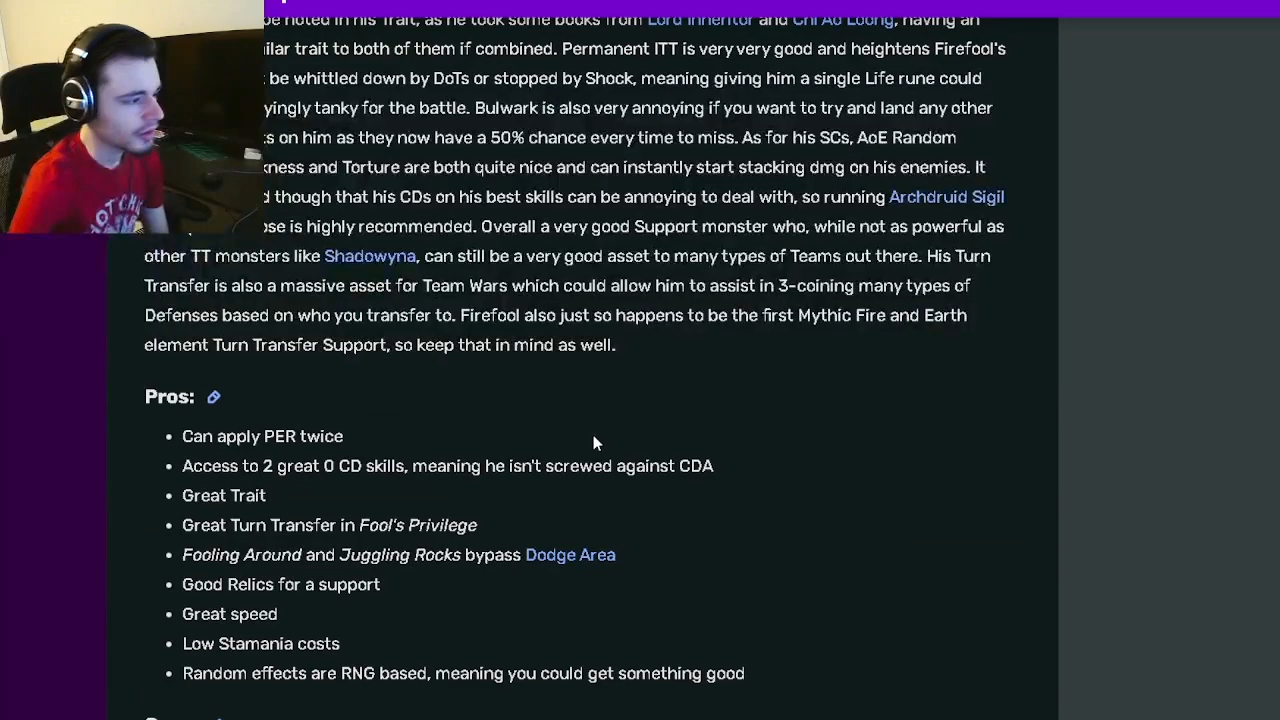 be noted in his Trait, as he took some books from Lord Inheritor and Chi Ao Loong, having an
ilar trait to both of them if combined. Permanent ITT is very very good and heightens Firefool's
be whittled down by DoTs or stopped by Shock, meaning giving him a single Life rune could
yingly tanky for the battle. Bulwark is also very annoying if you want to try and land any other
s on him as they now have a 50% chance every time to miss. As for his SCs, AoE Random
kness and Torture are both quite nice and can instantly start stacking dmg on his enemies. It
d though that his CDs on his best skills can be annoying to deal with, so running Archdruid Sigil
ose is highly recommended. Overall a very good Support monster who, while not as powerful as
other TT monsters like Shadowyna, can still be a very good asset to many types of Teams out there. His Turn
Transfer is also a massive asset for Team Wars which could allow him to assist in 3-coining many types of
Defenses based on who you transfer to. Firefool also just so happens to be the first Mythic Fire and Earth
element Turn Transfer Support, so keep that in mind as well.
Pros:
• Can apply PER twice
• Access to 2 great 0 CD skills, meaning he isn't screwed against CDA
• Great Trait
• Great Turn Transfer in Fool's Privilege
• Fooling Around and Juggling Rocks bypass Dodge Area
• Good Relics for a support
• Great speed
• Low Stamania costs
• Random effects are RNG based, meaning you could get something good